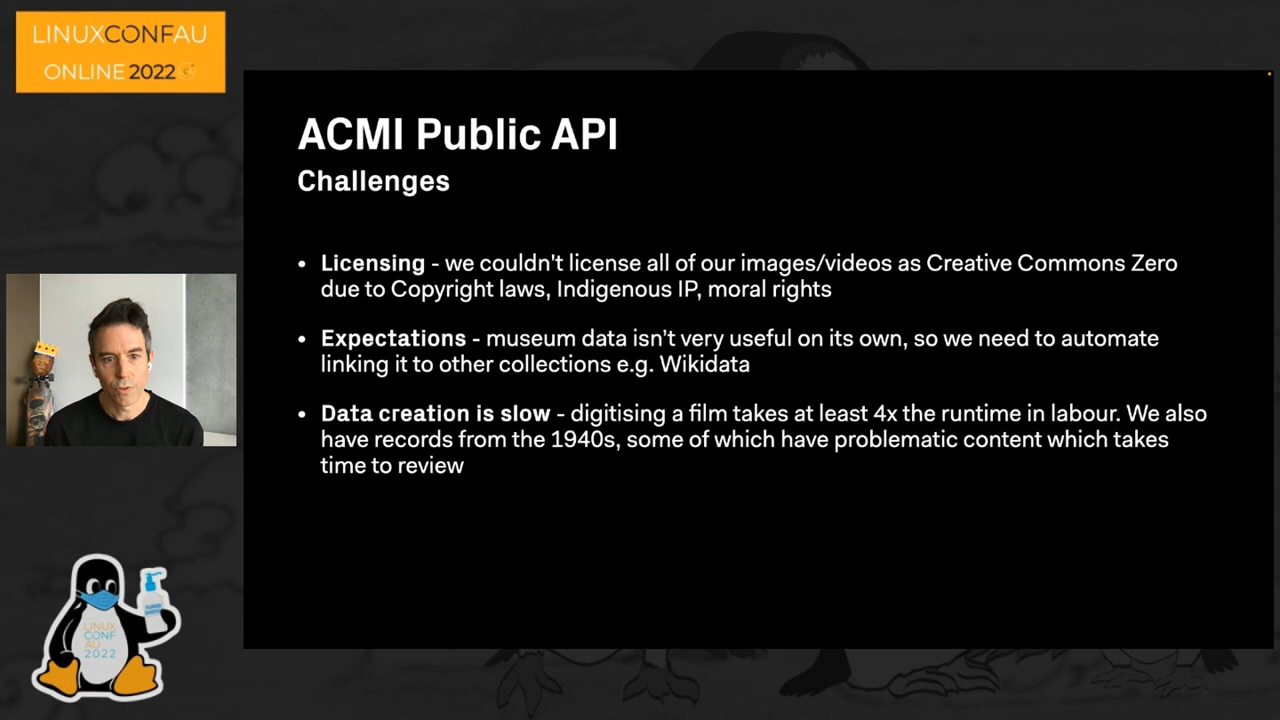 LINUXCONFAU
ONLINE 2022
ACMI Public API
Challenges
• Licensing - we couldn't license all of our images/videos as Creative Commons Zero
due to Copyright laws, Indigenous IP, moral rights
• Expectations - museum data isn’t very useful on its own, so we need to automate
linking it to other collections e.g. Wikidata
• Data creation is slow - digitising a film takes at least 4x the runtime in labour. We also
have records from the 1940s, some of which have problematic content which takes
time to review
LINUX
CONF
AU
2022